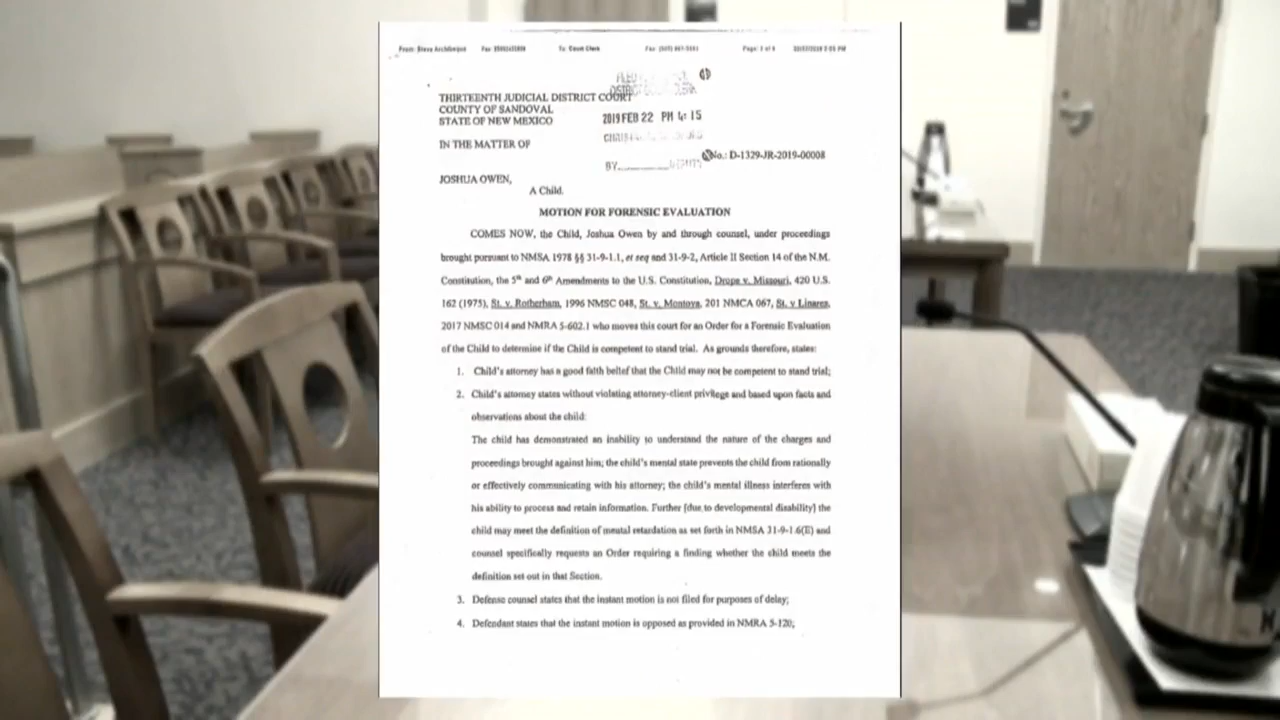 From: Steve Archibeque Fax: To: Court Clerk Fax: (505) Page: 1 of
THIRTEENTH JUDICIAL DISTRICT COURT
COUNTY OF SANDOVAL
STATE OF NEW MEXICO
2019 FEB 22 PM 4:15
IN THE MATTER OF
BY
No.: D-1329-JR-2019-00008
JOSHUA OWEN,
A Child.
MOTION FOR FORENSIC EVALUATION
COMES NOW, the Child, Joshua Owen by and through counsel, under proceedings
brought pursuant to NMSA 1978 §§ 31-9-1.1, et seq and 31-9-2, Article II Section 14 of the N.M.
Constitution, the 5th and 6th Amendments to the U.S. Constitution, Drope v. Missouri, 420 U.S.
162 (1975), St. v. Rotherham, 1996 NMSC 048, St. v. Montoya, 201 NMCA 067, St. v Linares,
2017 NMSC 014 and NMRA 5-602.1 who moves this court for an Order for a Forensic Evaluation
of the Child to determine if the Child is competent to stand trial. As grounds therefore, states:
1. Child's attorney has a good faith belief that the Child may not be competent to stand trial;
2. Child's attorney states without violating attorney-client privilege and based upon facts and
observations about the child:
The child has demonstrated an inability to understand the nature of the charges and
proceedings brought against him; the child's mental state prevents the child from rationally
or effectively communicating with his attorney; the child's mental illness interferes with
his ability to process and retain information. Further [due to developmental disability] the
child may meet the definition of mental retardation as set forth in NMSA 31-9-1.6(E) and
counsel specifically requests an Order requiring a finding whether the child meets the
definition set out in that Section.
3. Defense counsel states that the instant motion is not filed for purposes of delay;
4. Defendant states that the instant motion is opposed as provided in NMRA 5-120;